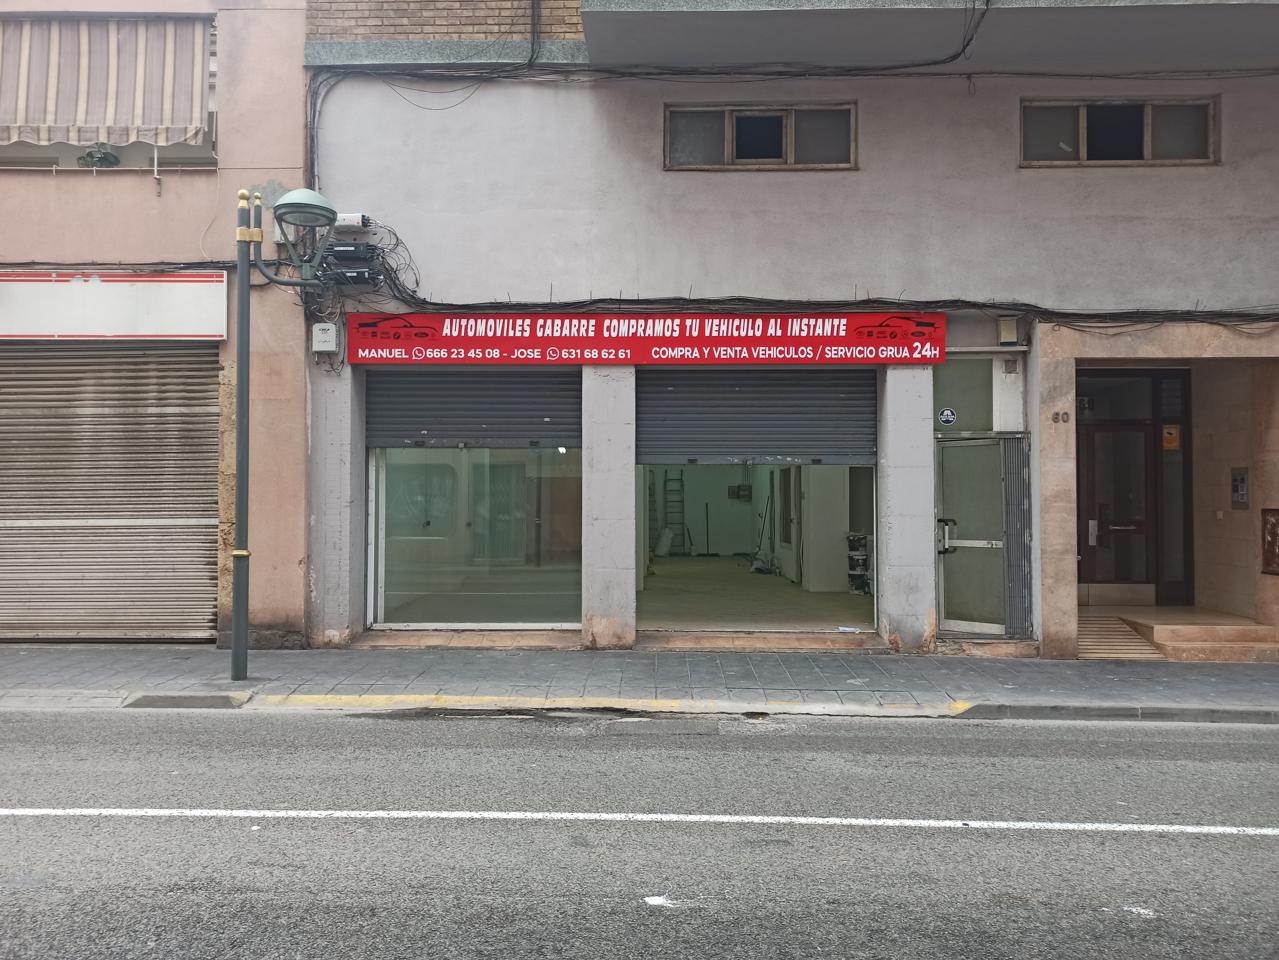 AUTOMOVILES GABARRE COMPRAMOS TU VEHICULO AL INSTANTE
MANUEL 666 23 45 08 - JOSE 631 68 62 61 COMPRA Y VENTA VEHICULOS / SERVICIO GRUA 24H
60